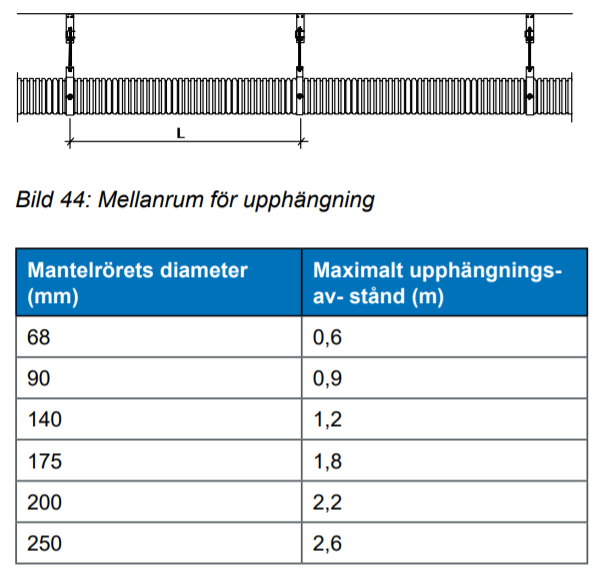 L
Bild 44: Mellanrum för upphängning
Mantelrörets diameter (mm) Maximalt upphängnings-av- stånd (m)
68 0,6
90 0,9
140 1,2
175 1,8
200 2,2
250 2,6